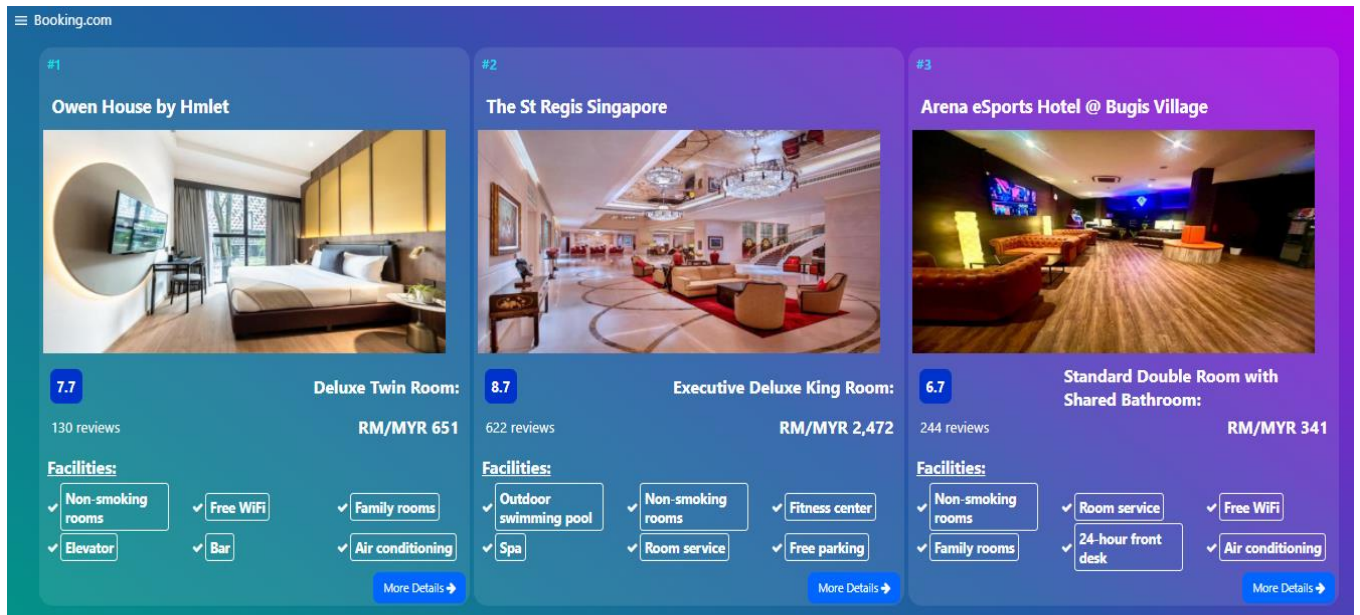 Booking.com
#1
Owen House by Hmlet
7.7
Deluxe Twin Room:
130 reviews
RM/MYR 651
Facilities:
Non-smoking
rooms
Free WiFi
Family rooms
Elevator
Bar
Air conditioning
More Details
#2
The St Regis Singapore
8.7
Executive Deluxe King Room:
622 reviews
RM/MYR 2,472
Facilities:
Outdoor
swimming pool
Non-smoking
rooms
Fitness center
Spa
Room service
Free parking
More Details
#3
Arena eSports Hotel @ Bugis Village
6.7
Standard Double Room with
Shared Bathroom:
244 reviews
RM/MYR 341
Facilities:
Non-smoking
rooms
Room service
Free WiFi
Family rooms
24-hour front
desk
Air conditioning
More Details